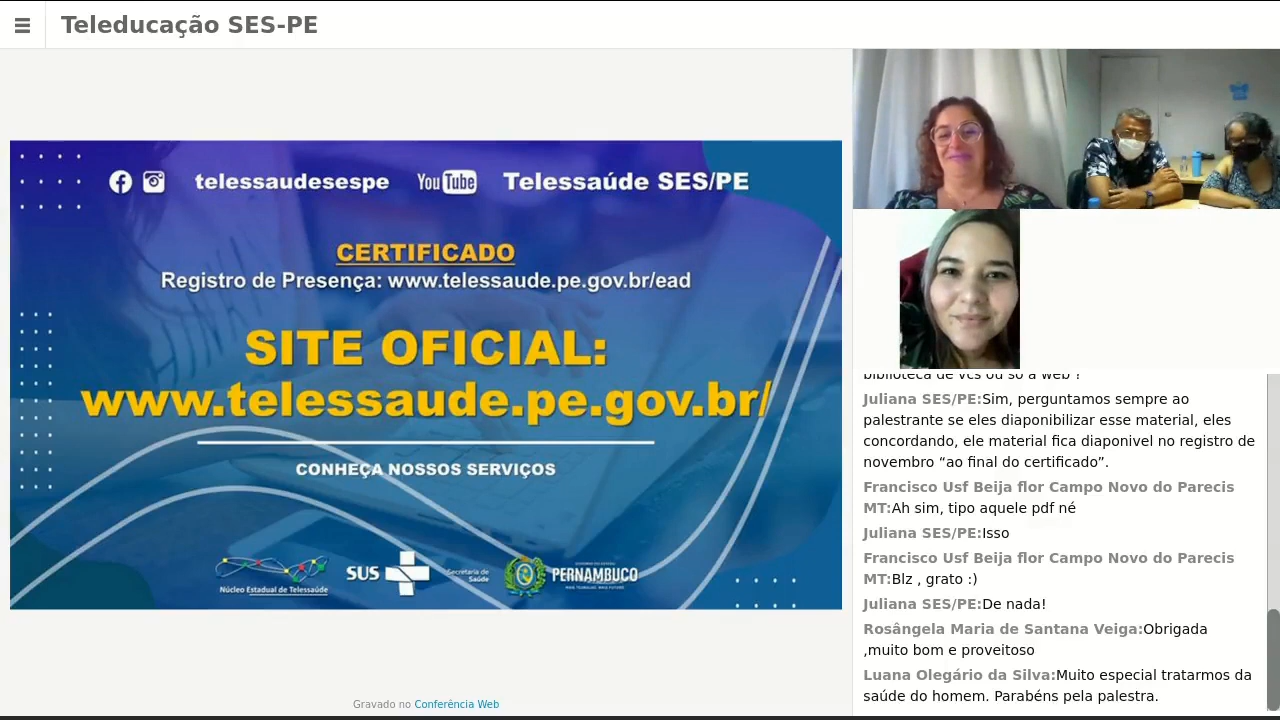 Teleducação SES-PE
telessaudesespe
YouTube
Telessaúde SES/PE
CERTIFICADO
Registro de Presença: www.telessaude.pe.gov.br/ead
SITE OFICIAL:
www.telessaude.pe.gov.br/
CONHEÇA NOSSOS SERVIÇOS
Núcleo Estadual de Telessaúde
SUS
Secretaria de
Saúde
PERNAMBUCO
Gravado no Conferência Web
biblioteca de vcs ou só a web ?
Juliana SES/PE:Sim, perguntamos sempre ao
palestrante se eles diaponibilizar esse material, eles
concordando, ele material fica diaponivel no registro de
novembro “ao final do certificado”.
Francisco Usf Beija flor Campo Novo do Parecis
MT:Ah sim, tipo aquele pdf né
Juliana SES/PE:Isso
Francisco Usf Beija flor Campo Novo do Parecis
MT:Blz , grato :)
Juliana SES/PE:De nada!
Rosângela Maria de Santana Veiga:Obrigada
,muito bom e proveitoso
Luana Olegário da Silva:Muito especial tratarmos da
saúde do homem. Parabéns pela palestra.